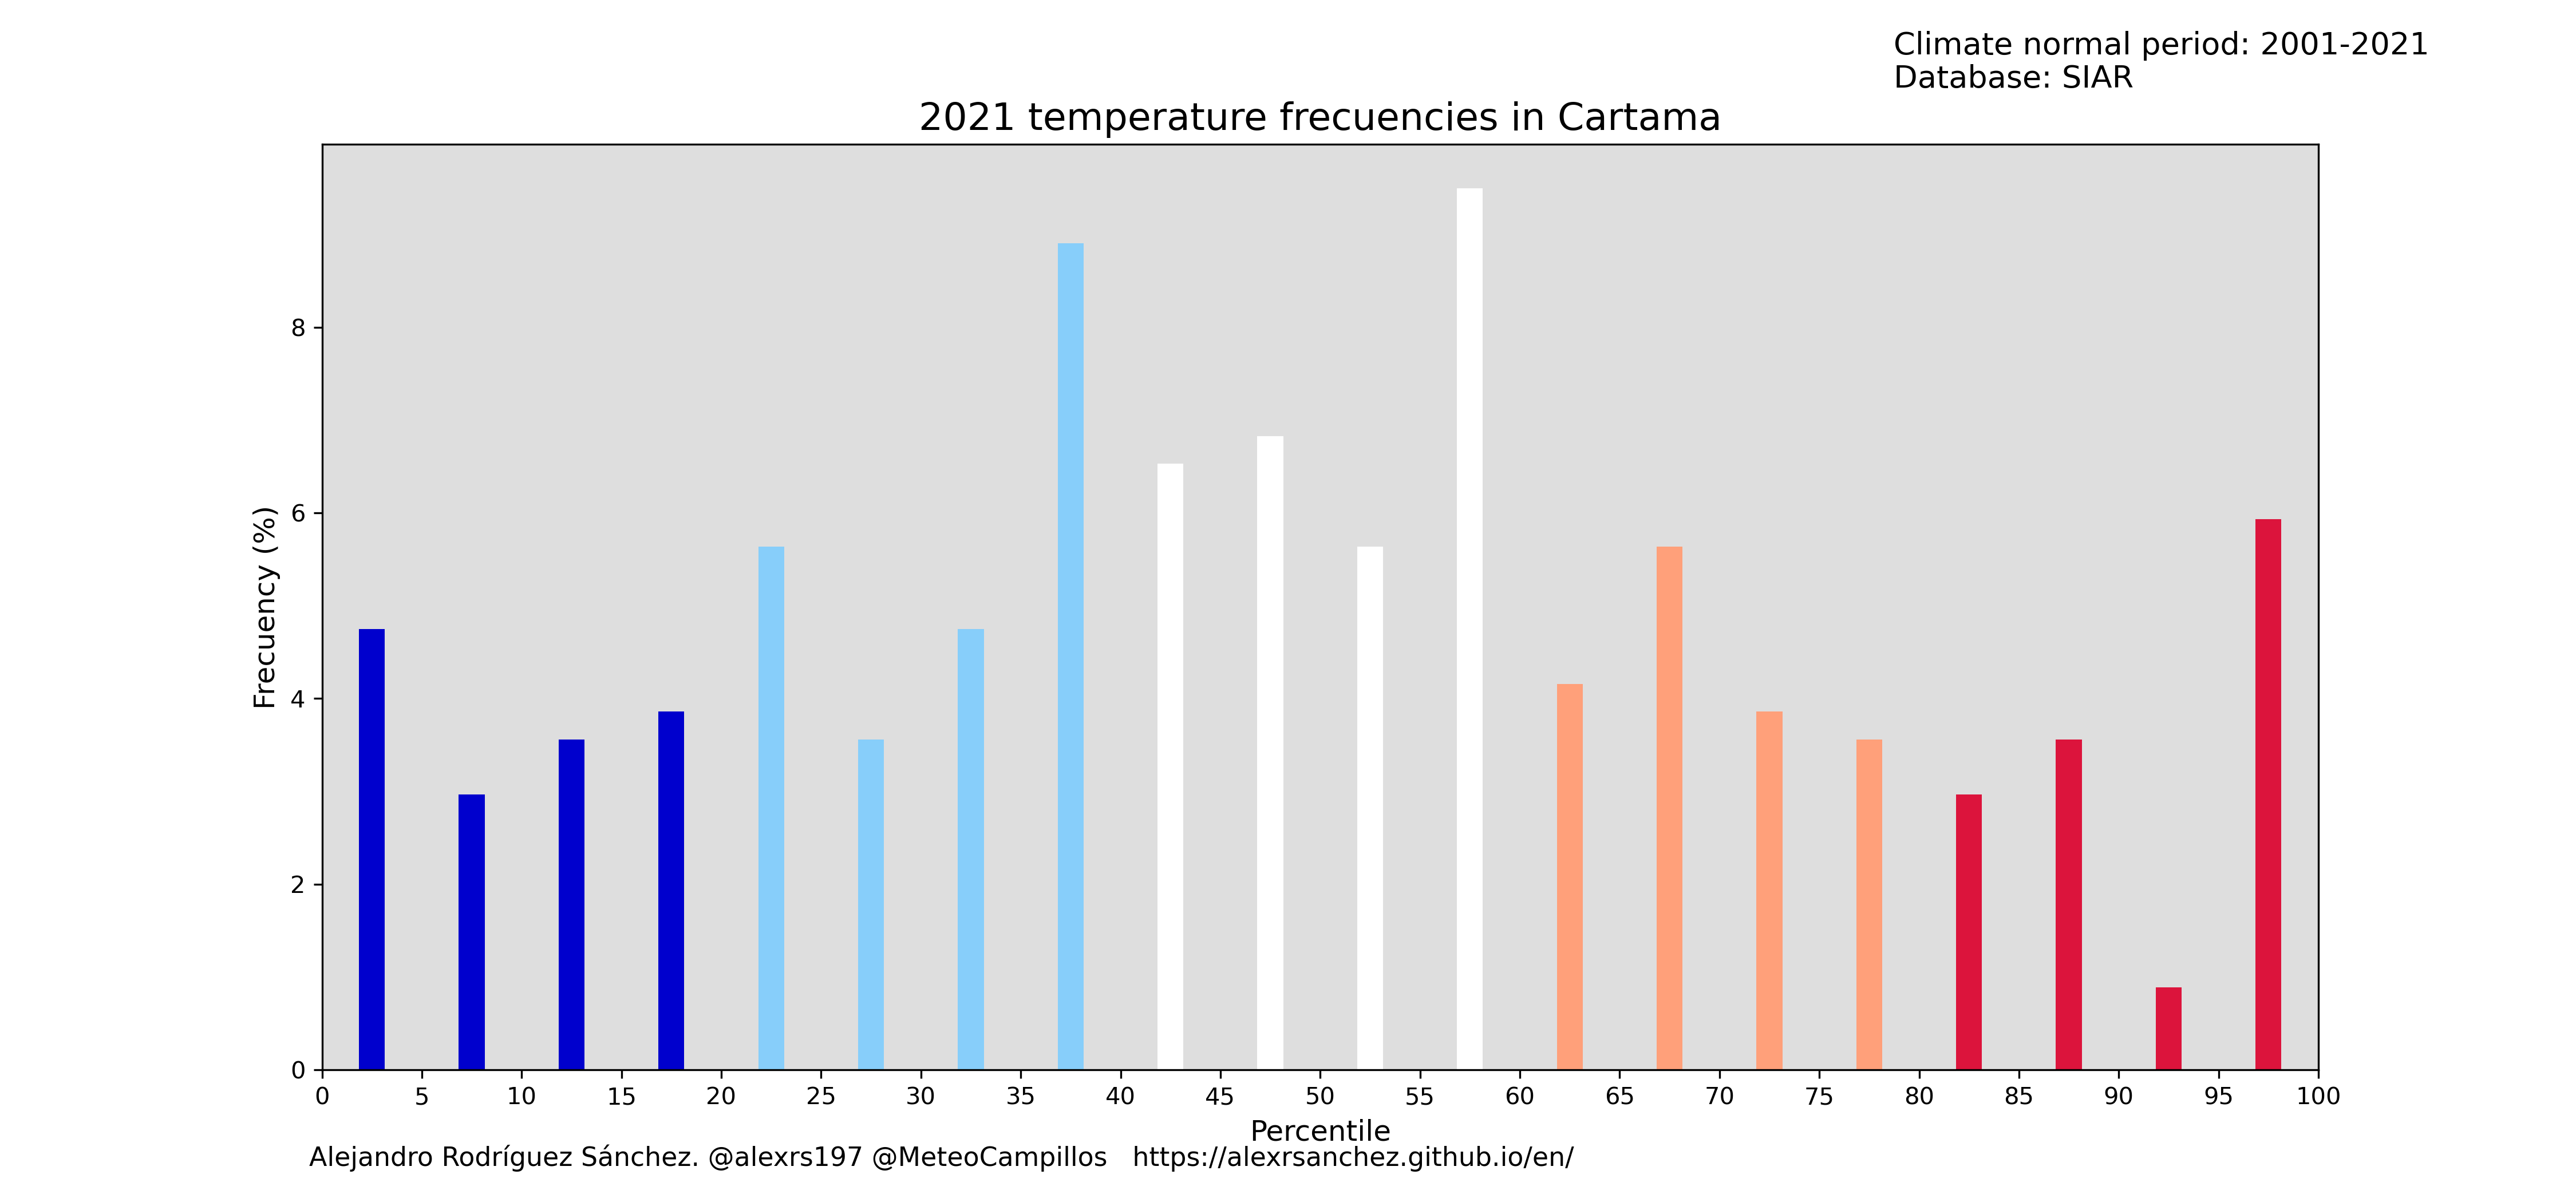 Climate normal period: 2001-2021
Database: SIAR
2021 temperature frecuencies in Cartama
Frecuency (%)
8
6
4
2
0
0 5 10 15 20 25 30 35 40 45 50 55 60 65 70 75 80 85 90 95 100
Percentile
Alejandro Rodríguez Sánchez. @alexrs197 @MeteoCampillos https://alexrsanchez.github.io/en/